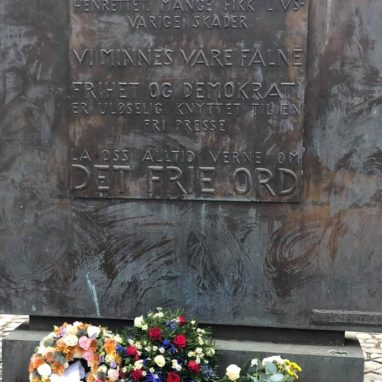 HENRETTET. MANGE FIKK LIVS-
VARIGE SKADER
VI MINNES VÅRE FALNE
FRIHET OG DEMOKRATI
ER ULØSELIG KNYTTET TIL EN
FRI PRESSE
LA OSS ALLTID VERNE OM
DET FRIE ORD